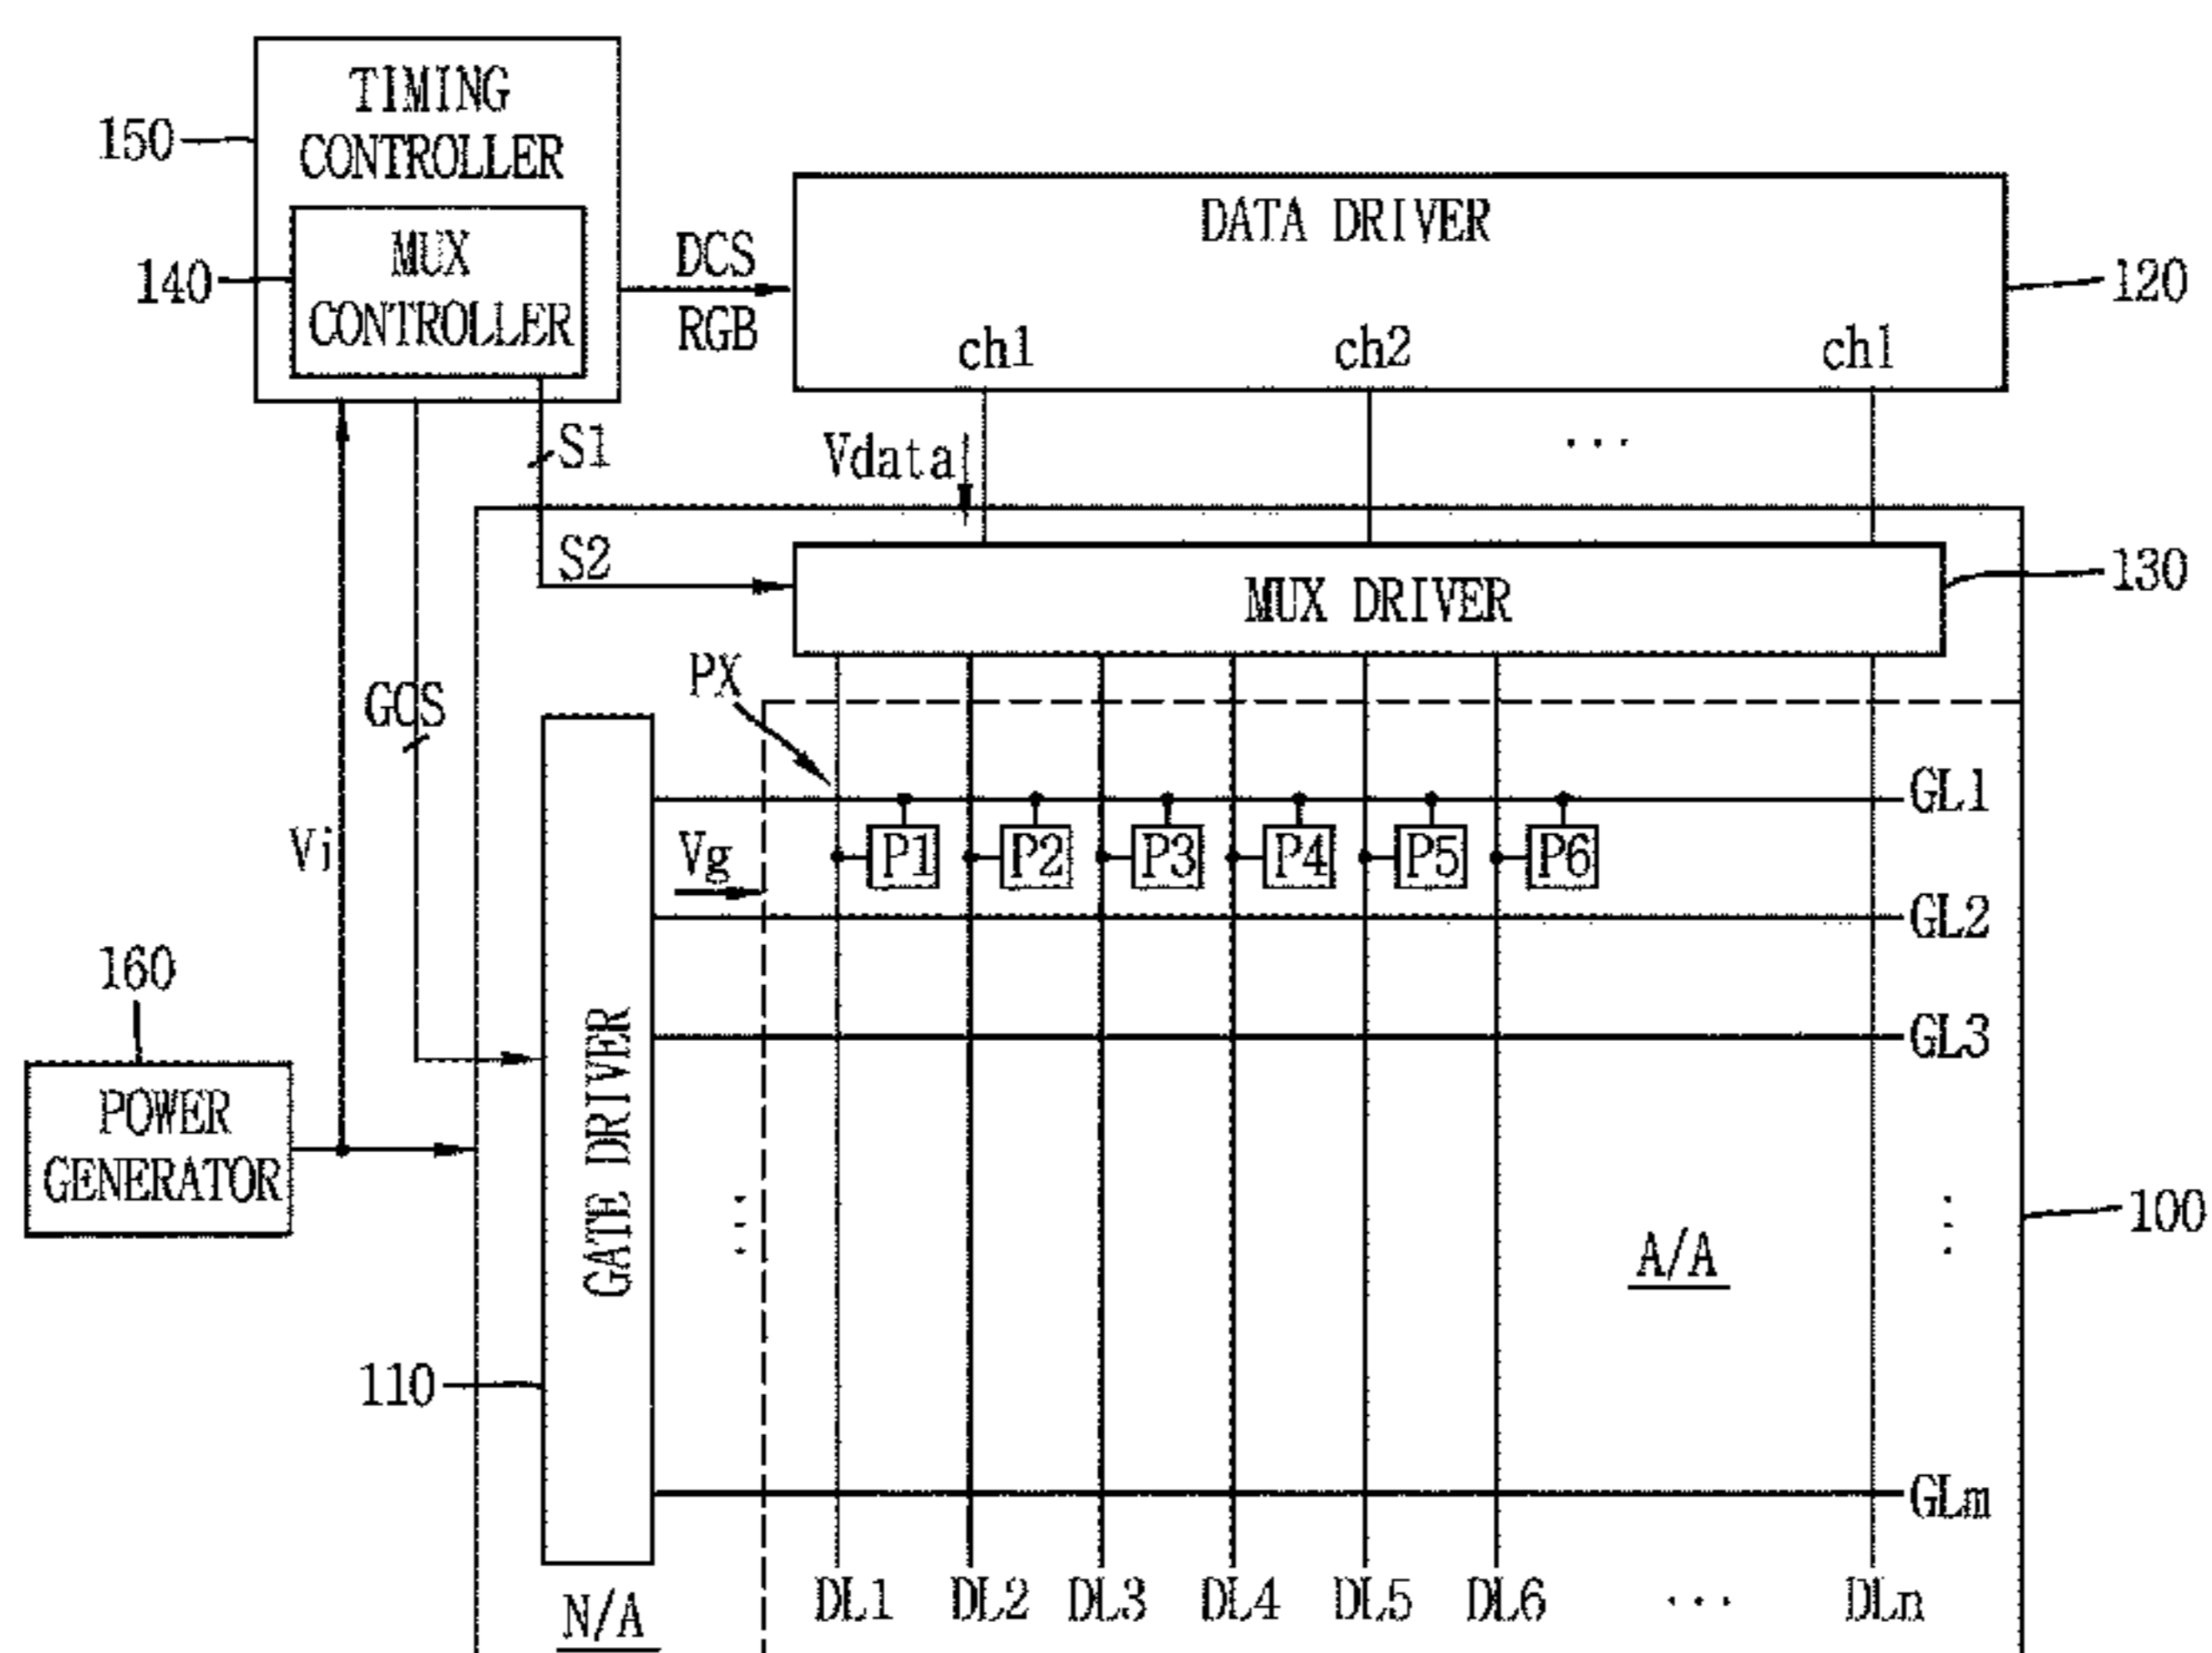 TIMING
CONTROLLER
150
MUX
CONTROLLER
140
DCS
RGB
DATA DRIVER
120
ch1
ch2
ch1
S1
Vdata
...
S2
MUX DRIVER
130
PX
GCS
GL1
Vi
Vg
P1
P2
P3
P4
P5
P6
GL2
160
POWER
GENERATOR
GATE DRIVER
GL3
A/A
100
110
GLm
N/A
DL1
DL2
DL3
DL4
DL5
DL6
...
DLn